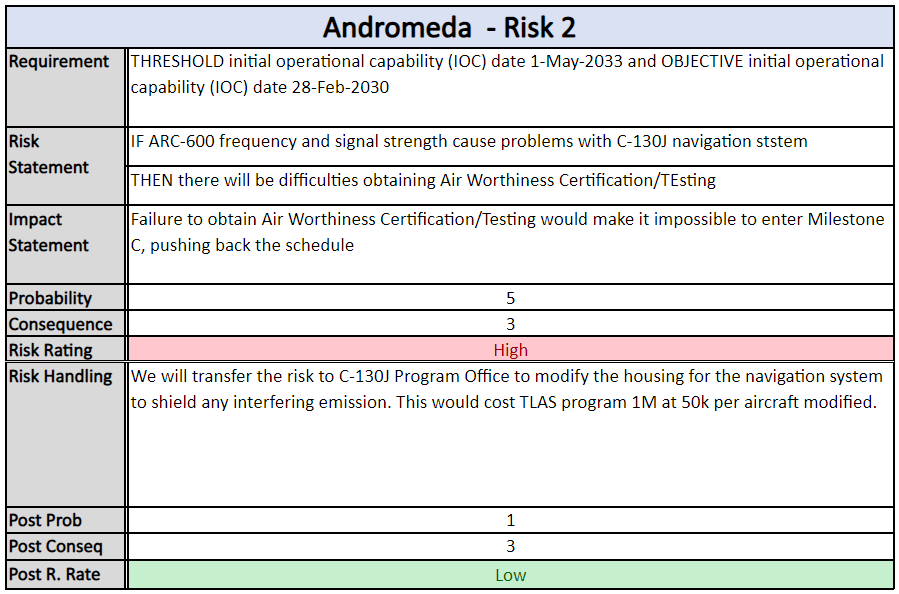 Andromeda - Risk 2
Requirement
THRESHOLD initial operational capability (IOC) date 1-May-2033 and OBJECTIVE initial operational
capability (IOC) date 28-Feb-2030
Risk
Statement
IF ARC-600 frequency and signal strength cause problems with C-130J navigation ststem
THEN there will be difficulties obtaining Air Worthiness Certification/TEsting
Impact
Statement
Failure to obtain Air Worthiness Certification/Testing would make it impossible to enter Milestone
C, pushing back the schedule
Probability
5
Consequence
3
Risk Rating
High
Risk Handling
We will transfer the risk to C-130J Program Office to modify the housing for the navigation system
to shield any interfering emission. This would cost TLAS program 1M at 50k per aircraft modified.
Post Prob
1
Post Conseq
3
Post R. Rate
Low